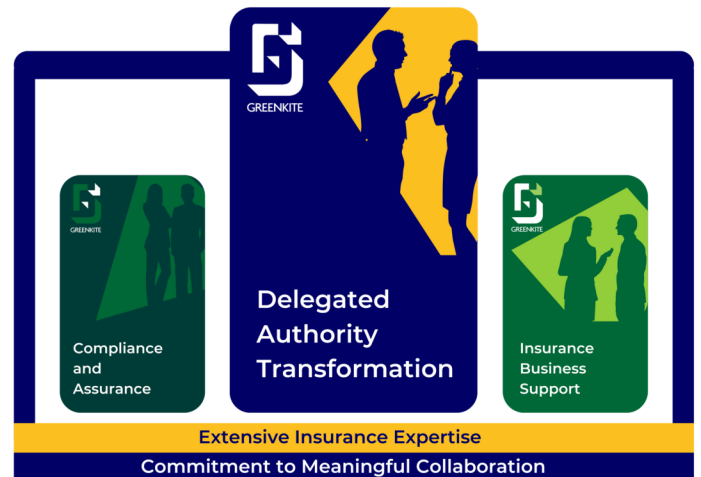 GREENKITE
Delegated
Authority
Transformation
GREENKITE
Compliance
and
Assurance
GREENKITE
Insurance
Business
Support
Extensive Insurance Expertise
Commitment to Meaningful Collaboration